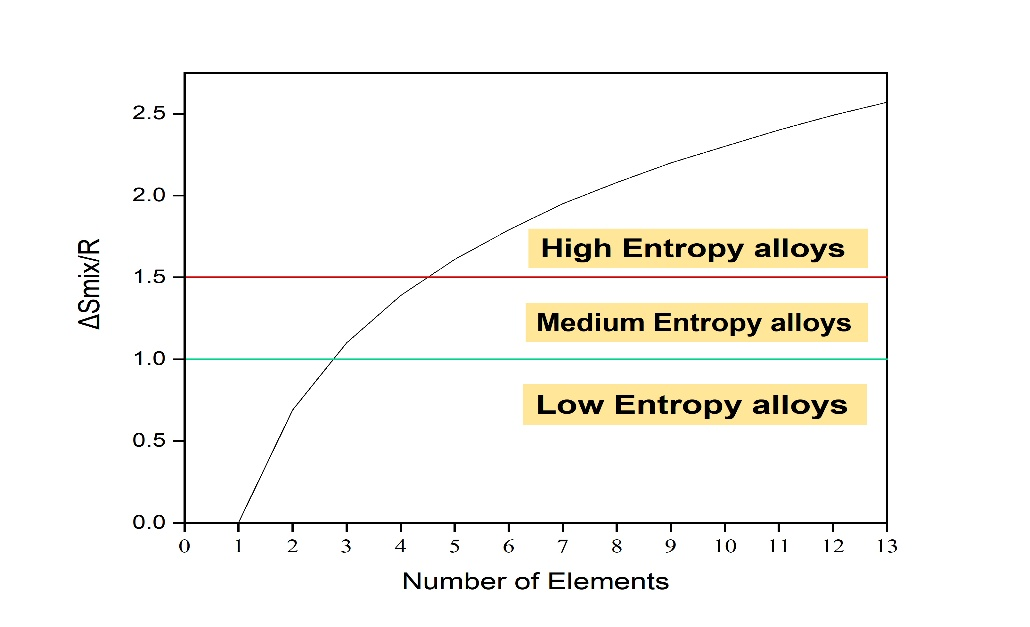 2.5
2.0
1.5
1.0
0.5
0.0
ΔSmix/R
High Entropy alloys
Medium Entropy alloys
Low Entropy alloys
0 1 2 3 4 5 6 7 8 9 10 11 12 13
Number of Elements